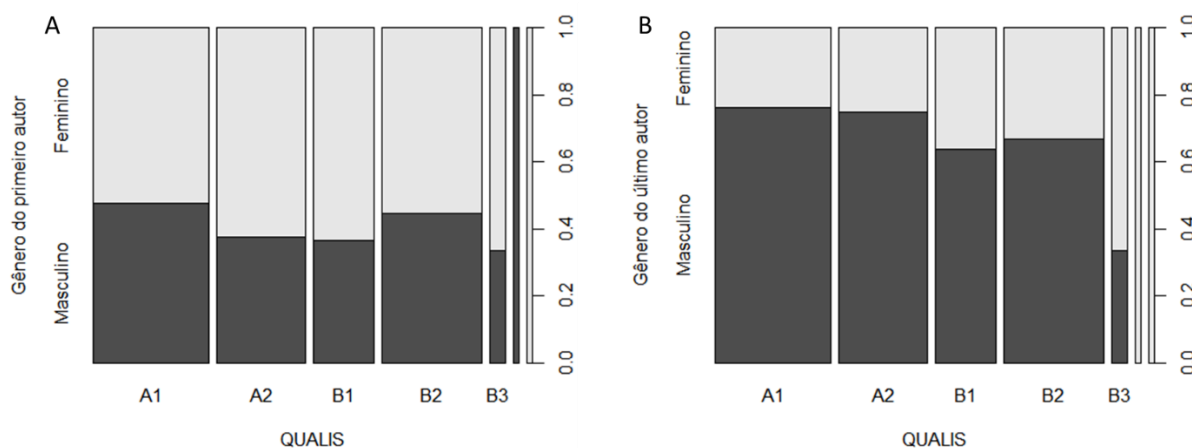 A
Gênero do primeiro autor
Feminino
Masculino
1.0
0.8
0.6
0.4
0.2
0.0
A1 A2 B1 B2 B3
QUALIS
B
Gênero do último autor
Feminino
Masculino
1.0
0.8
0.6
0.4
0.2
0.0
A1 A2 B1 B2 B3
QUALIS